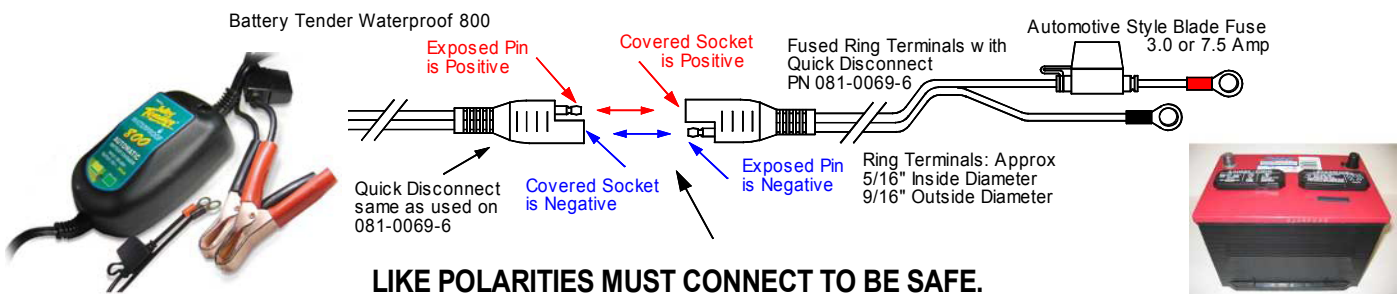 Battery Tender Waterproof 800
Exposed Pin
is Positive
Covered Socket
is Positive
Fused Ring Terminals with
Quick Disconnect
PN 081-0069-6
Automotive Style Blade Fuse
3.0 or 7.5 Amp
800
AUTOMATIC
Quick Disconnect
same as used on
081-0069-6
Covered Socket
is Negative
Exposed Pin
is Negative
Ring Terminals: Approx
5/16" Inside Diameter
9/16" Outside Diameter
LIKE POLARITIES MUST CONNECT TO BE SAFE.